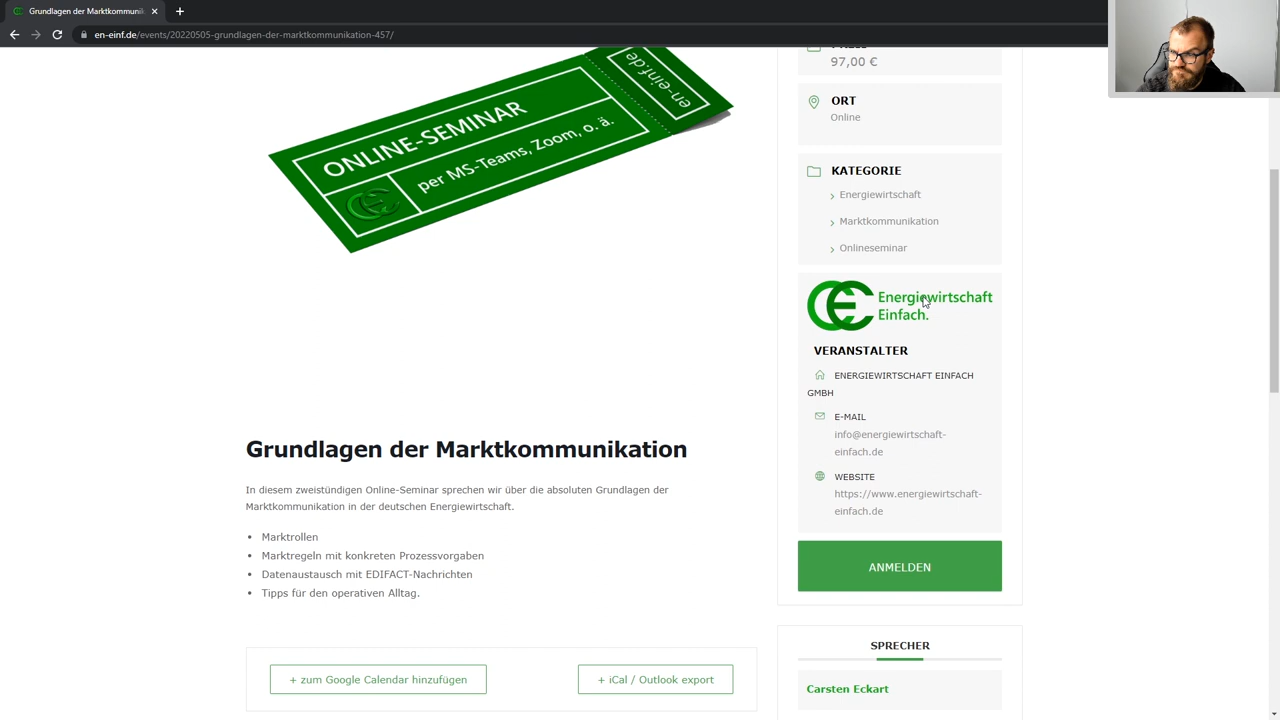 Grundlagen der Marktkommunik
en-einf.de/events/20220505-grundlagen-der-marktkommunikation-457/
ONLINE-SEMINAR
per MS-Teams, Zoom, o. ä.
en-einf.de
97,00 €
ORT
Online
KATEGORIE
Energiewirtschaft
Marktkommunikation
Onlineseminar
Energiewirtschaft
Einfach.
VERANSTALTER
ENERGIEWIRTSCHAFT EINFACH
GMBH
E-MAIL
info@energiewirtschaft-
einfach.de
WEBSITE
https://www.energiewirtschaft-
einfach.de
ANMELDEN
SPRECHER
Carsten Eckart
Grundlagen der Marktkommunikation
In diesem zweistündigen Online-Seminar sprechen wir über die absoluten Grundlagen der
Marktkommunikation in der deutschen Energiewirtschaft.
• Marktrollen
• Marktregeln mit konkreten Prozessvorgaben
• Datenaustausch mit EDIFACT-Nachrichten
• Tipps für den operativen Alltag.
+ zum Google Calendar hinzufügen
+ iCal / Outlook export